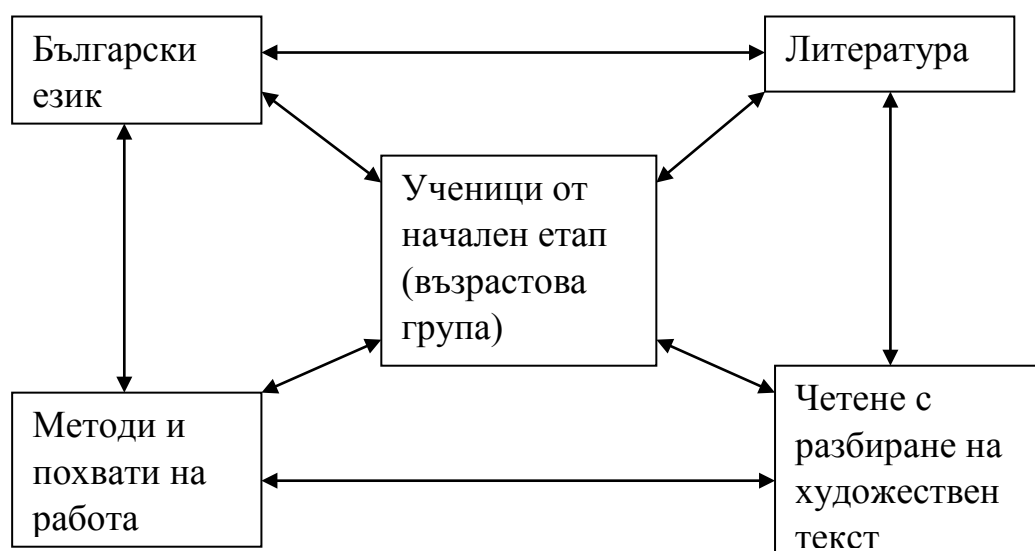 Български
език
Литература
Ученици от
начален етап
(възрастова
група)
Методи и
похвати на
работа
Четене с
разбиране на
художествен
текст